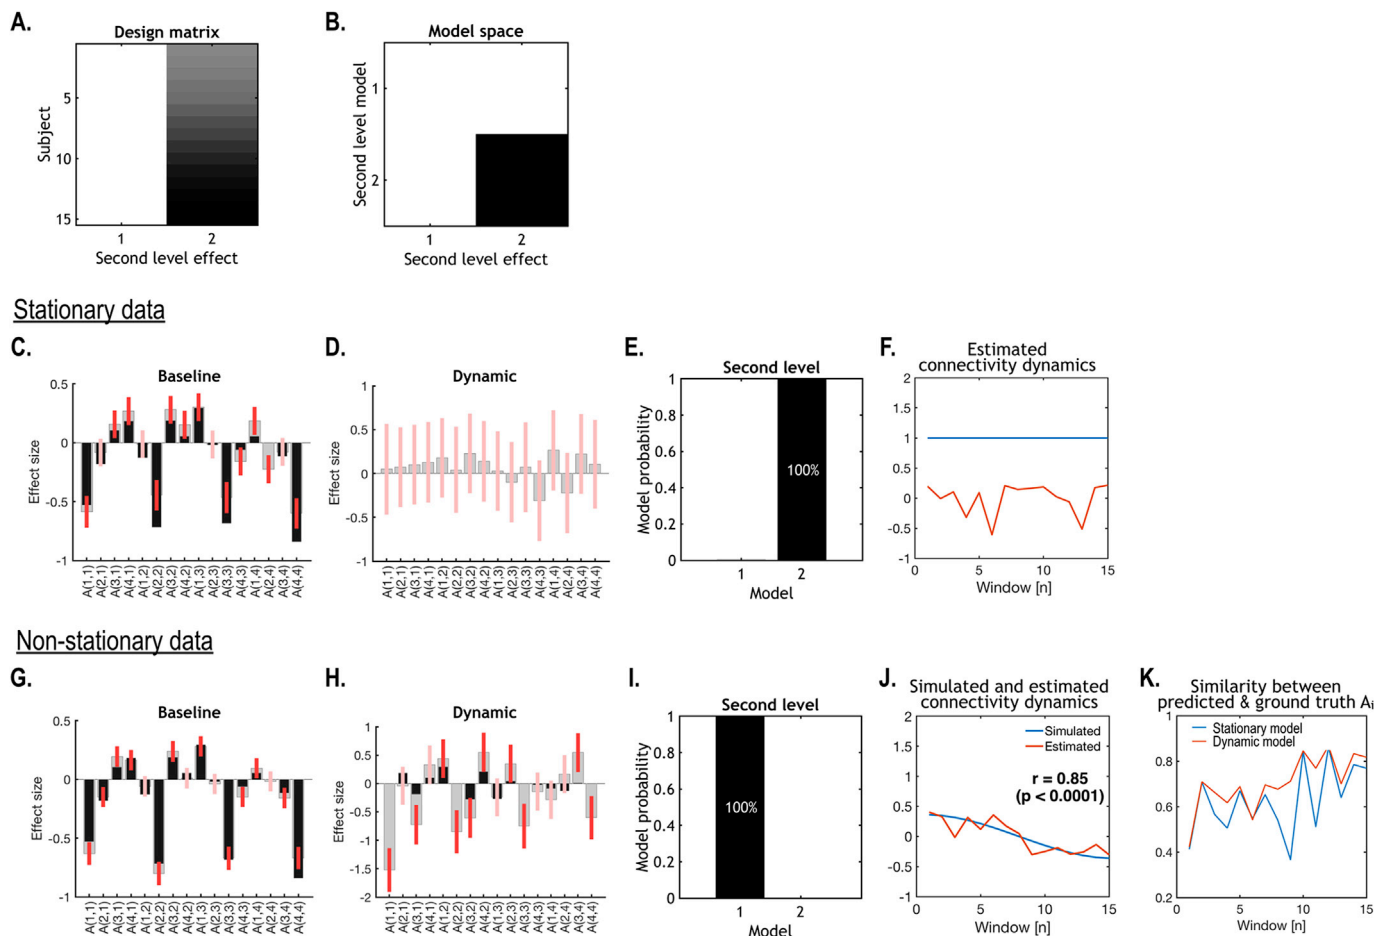 A.
Design matrix
Subject
5
10
15
1 2
Second level effect
B.
Model space
Second level model
1
2
1 2
Second level effect
Stationary data
C.
Baseline
Effect size
0.5
0
-0.5
-1
A(1,1) A(2,1) A(3,1) A(4,1) A(1,2) A(2,2) A(3,2) A(4,2) A(1,3) A(2,3) A(3,3) A(4,3) A(1,4) A(2,4) A(3,4) A(4,4)
D.
Dynamic
Effect size
1
0.5
0
-0.5
-1
A(1,1) A(2,1) A(3,1) A(4,1) A(1,2) A(2,2) A(3,2) A(4,2) A(1,3) A(2,3) A(3,3) A(4,3) A(1,4) A(2,4) A(3,4) A(4,4)
E.
Second level
Model probability
1
0.8
0.6
0.4
0.2
0
100%
1 2
Model
F.
Estimated
connectivity dynamics
2
1.5
1
0.5
0
-0.5
-1
0 5 10 15
Window [n]
Non-stationary data
G.
Baseline
Effect size
0.5
0
-0.5
-1
A(1,1) A(2,1) A(3,1) A(4,1) A(1,2) A(2,2) A(3,2) A(4,2) A(1,3) A(2,3) A(3,3) A(4,3) A(1,4) A(2,4) A(3,4) A(4,4)
H.
Dynamic
Effect size
1
0.5
0
-0.5
-1
-1.5
-2
A(1,1) A(2,1) A(3,1) A(4,1) A(1,2) A(2,2) A(3,2) A(4,2) A(1,3) A(2,3) A(3,3) A(4,3) A(1,4) A(2,4) A(3,4) A(4,4)
I.
Second level
Model probability
1
0.8
0.6
0.4
0.2
0
100%
1 2
Model
J.
Simulated and estimated
connectivity dynamics
2
1.5
1
0.5
0
-0.5
-1
Simulated
Estimated
r = 0.85
(p < 0.0001)
0 5 10 15
Window [n]
K.
Similarity between
predicted & ground truth Ai
1
0.8
0.6
0.4
0.2
Stationary model
Dynamic model
0 5 10 15
Window [n]